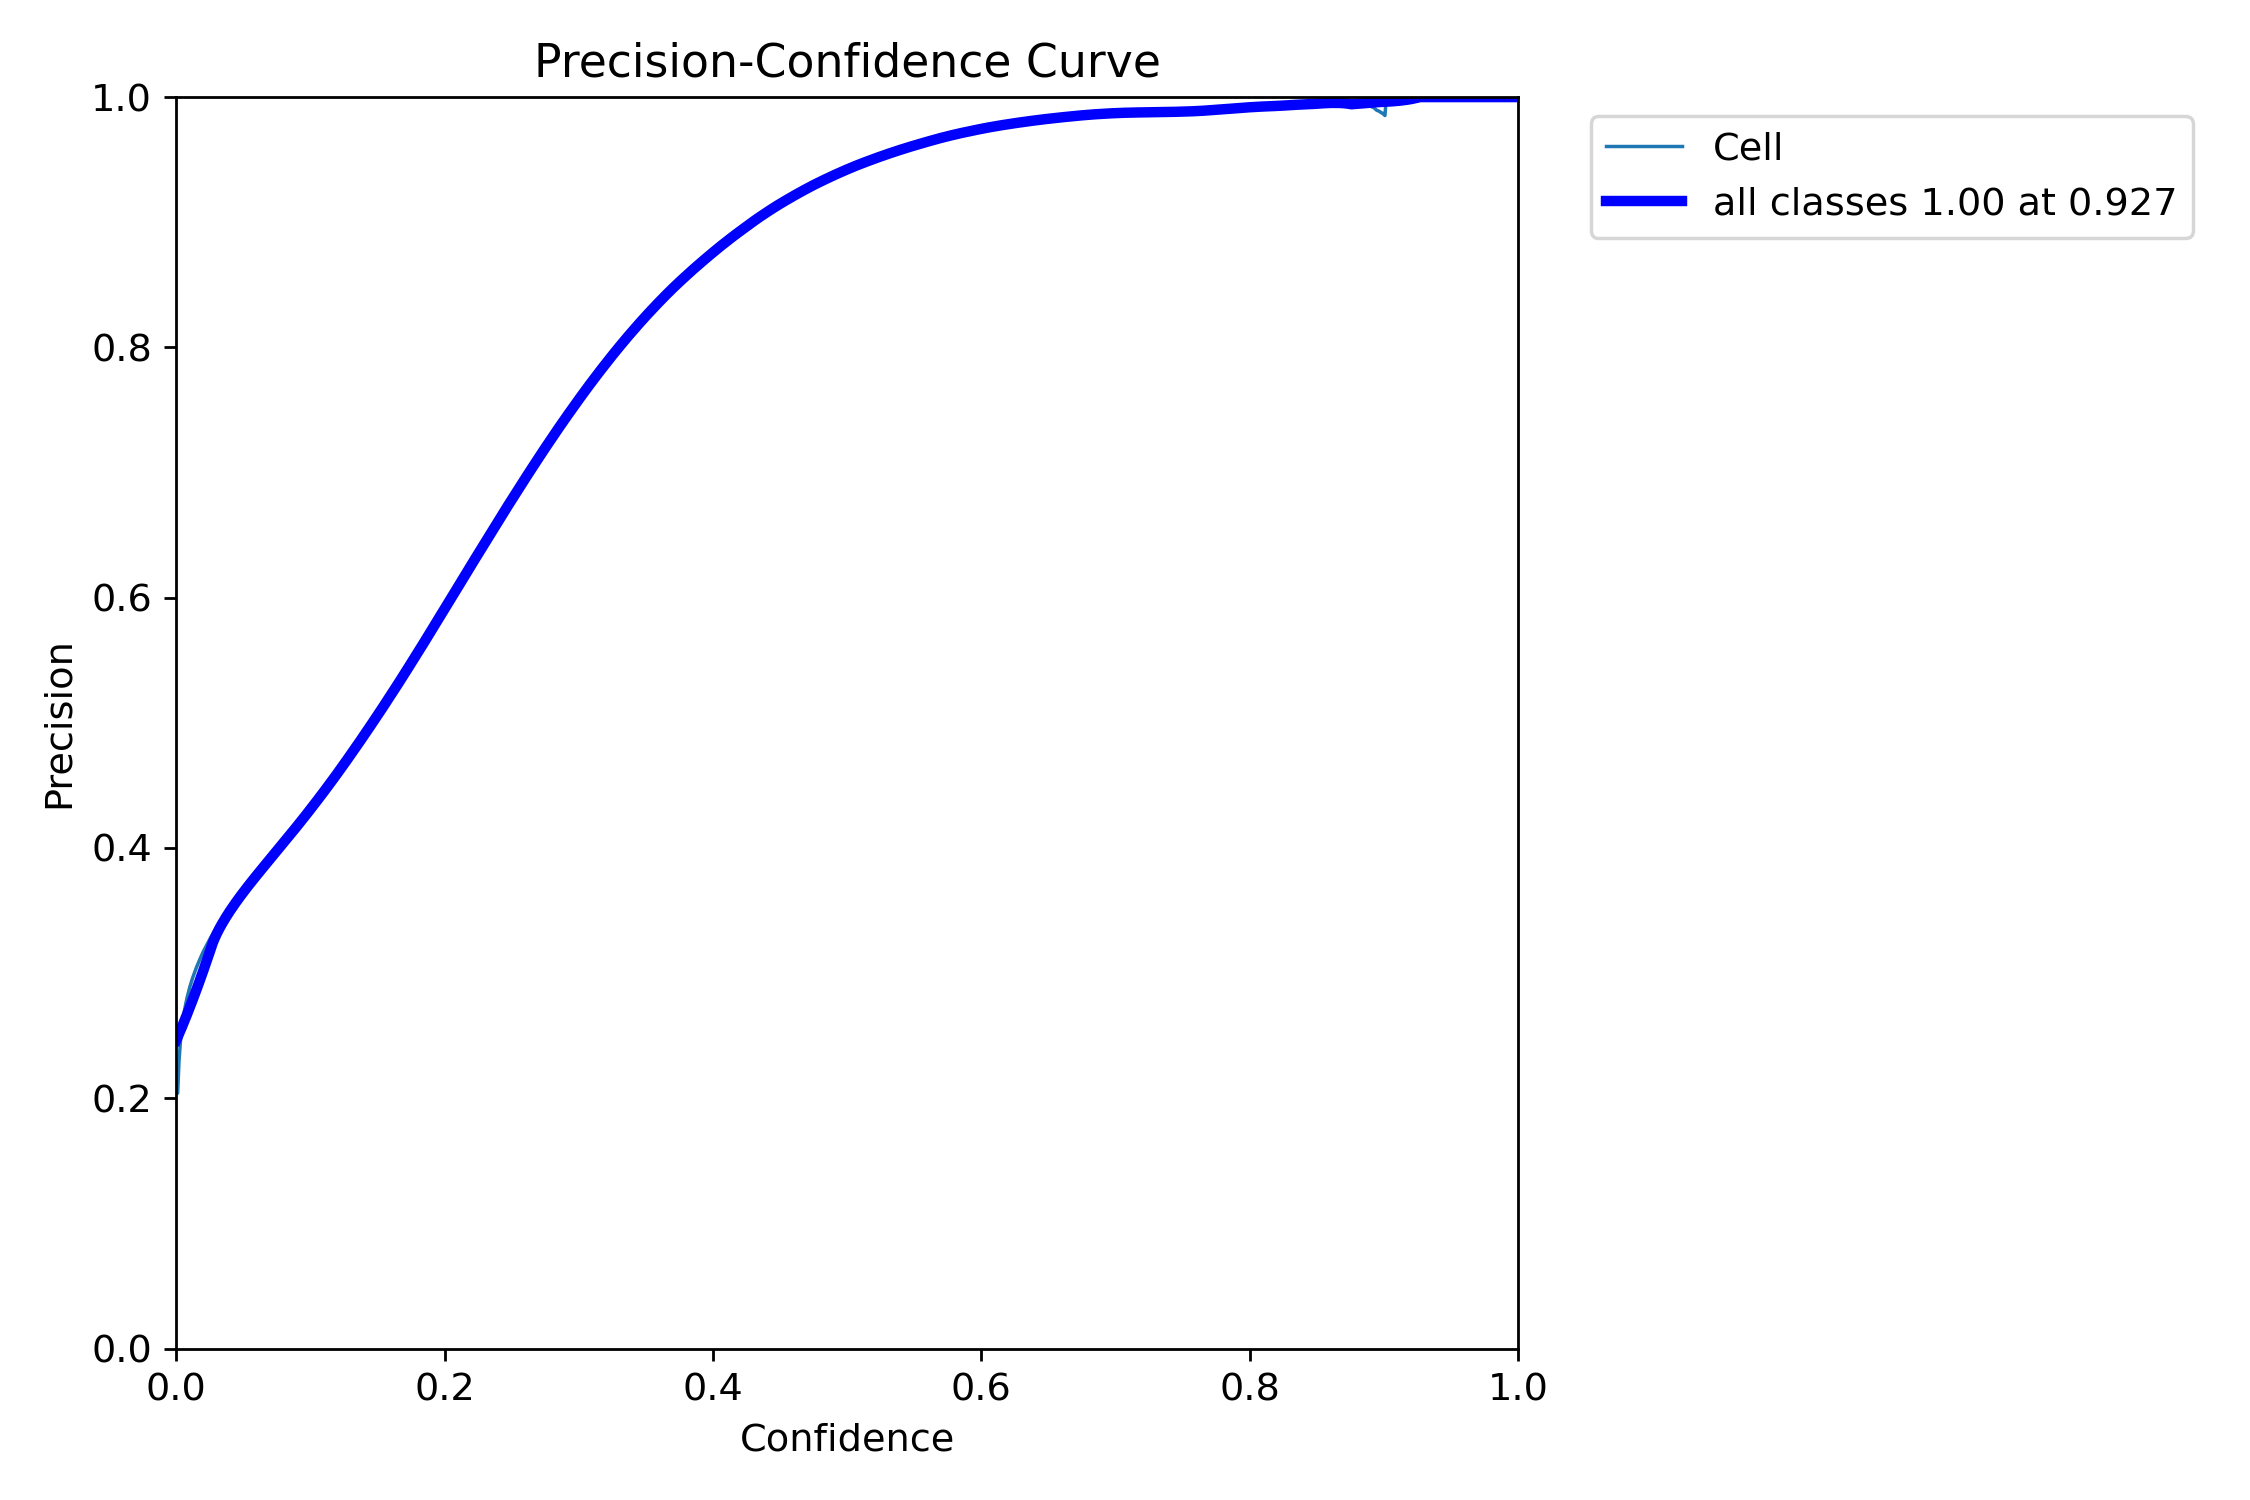 Precision-Confidence Curve
1.0
0.8
0.6
0.4
0.2
0.0
Precision
0.0 0.2 0.4 0.6 0.8 1.0
Confidence
Cell
all classes 1.00 at 0.927